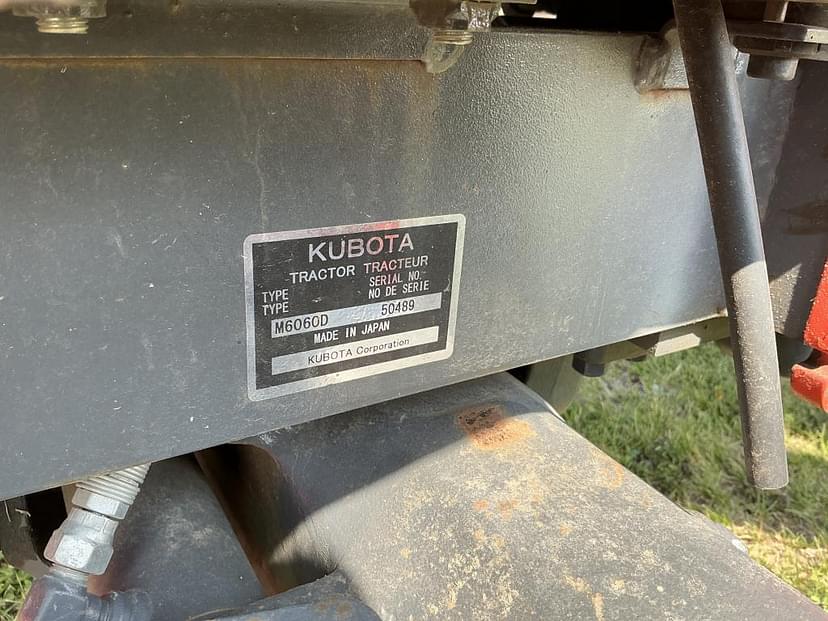 KUBOTA
TRACTOR TRACTEUR
TYPE SERIAL NO.
TYPE NO DE SERIE
M6060D 50489
MADE IN JAPAN
KUBOTA Corporation